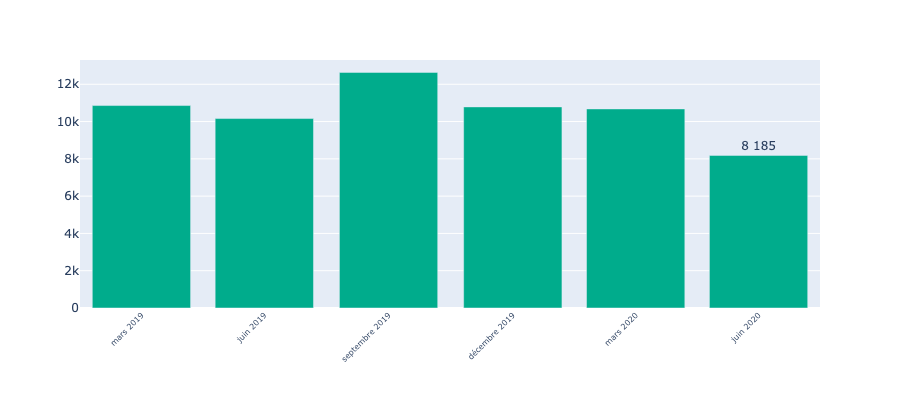 12k
10k
8k
6k
4k
2k
0
8 185
mars 2019
juin 2019
septembre 2019
décembre 2019
mars 2020
juin 2020